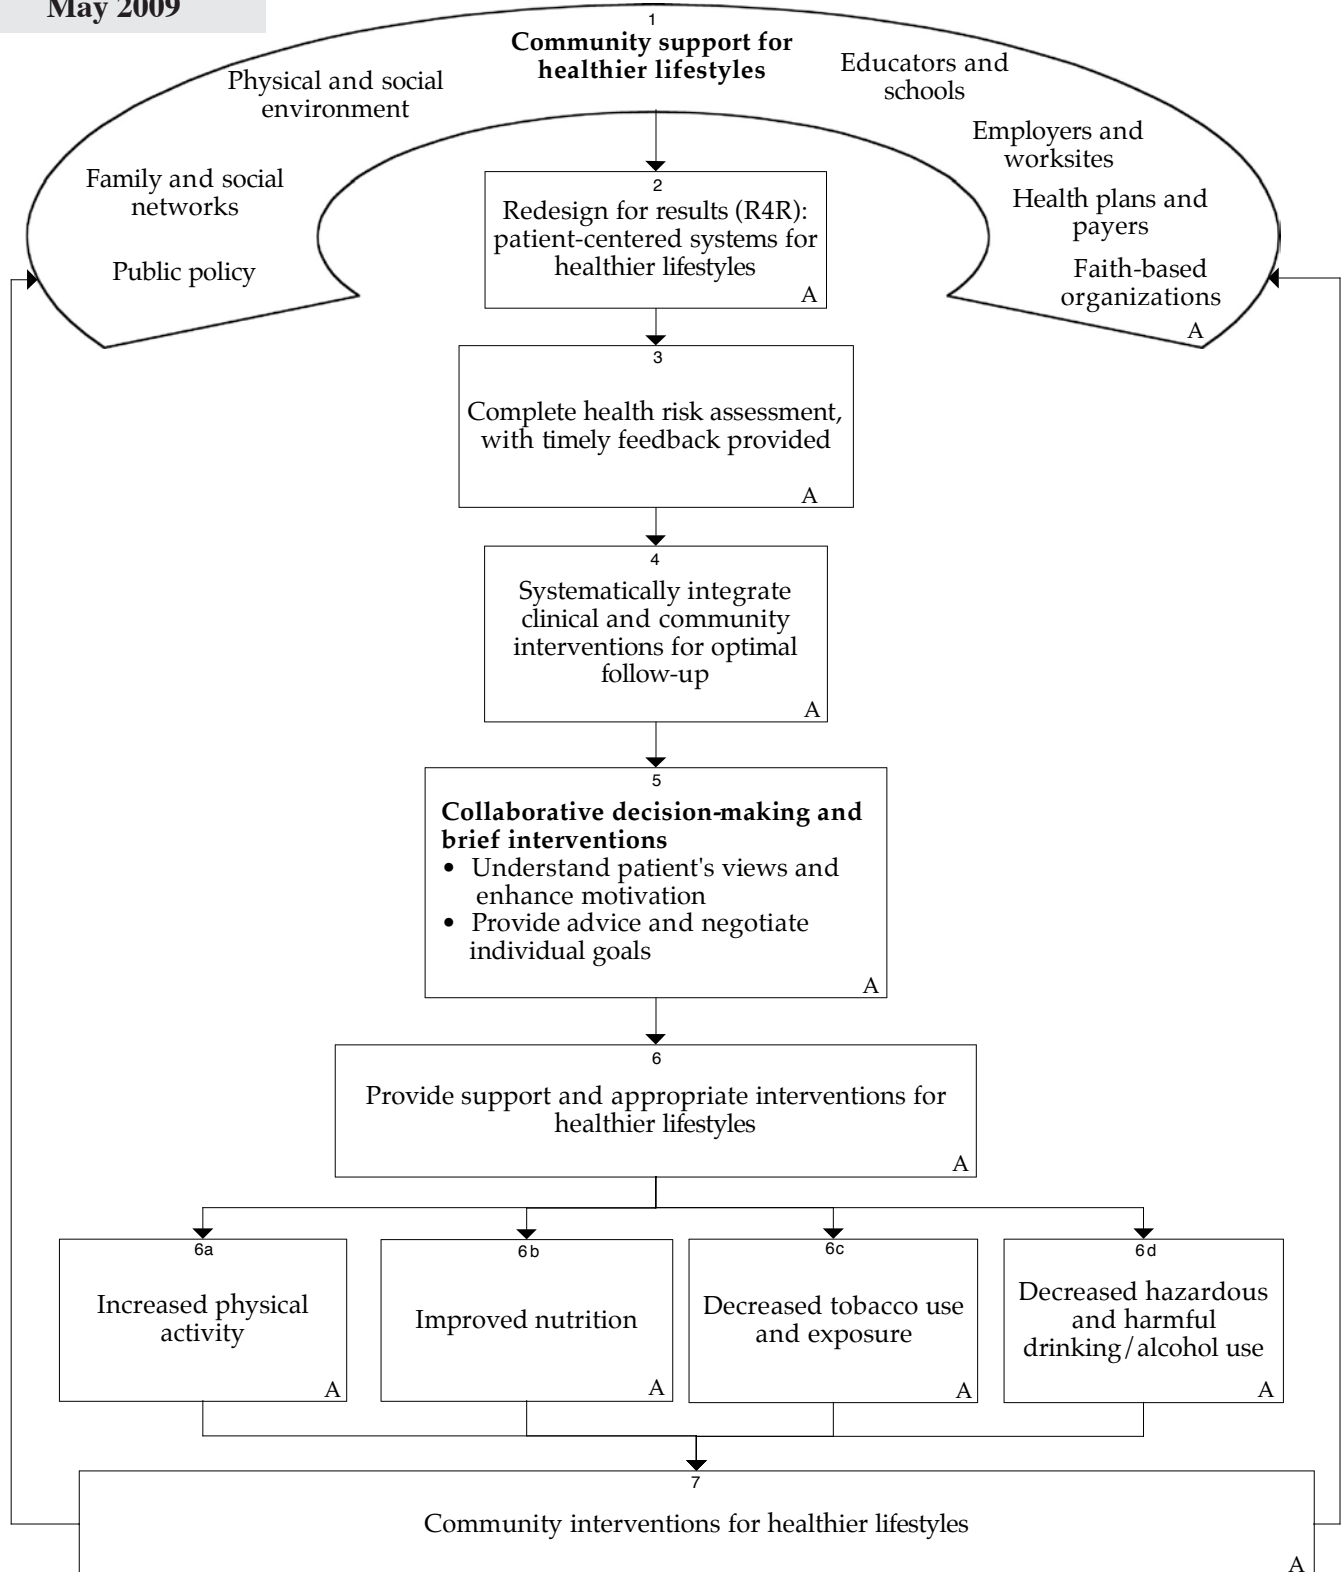 May 2009
1
Community support for
healthier lifestyles
Physical and social
environment
Family and social
networks
Public policy
Educators and
schools
Employers and
worksites
Health plans and
payers
Faith-based
organizations
A
2
Redesign for results (R4R):
patient-centered systems for
healthier lifestyles
A
3
Complete health risk assessment,
with timely feedback provided
A
4
Systematically integrate
clinical and community
interventions for optimal
follow-up
A
5
Collaborative decision-making and
brief interventions
• Understand patient's views and
enhance motivation
• Provide advice and negotiate
individual goals
A
6
Provide support and appropriate interventions for
healthier lifestyles
A
6a
Increased physical
activity
A
6b
Improved nutrition
A
6c
Decreased tobacco use
and exposure
A
6d
Decreased hazardous
and harmful
drinking/alcohol use
A
7
Community interventions for healthier lifestyles
A